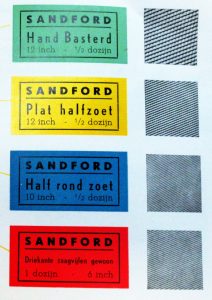 SANDFORD
Hand Basterd
12 inch - ½ dozijn
SANDFORD
Plat halfzoet
12 inch - ½ dozijn
SANDFORD
Half rond zoet
10 inch - ½ dozijn
SANDFORD
Driekante zaagvijlen gewoon
1 dozijn. - 6 inch